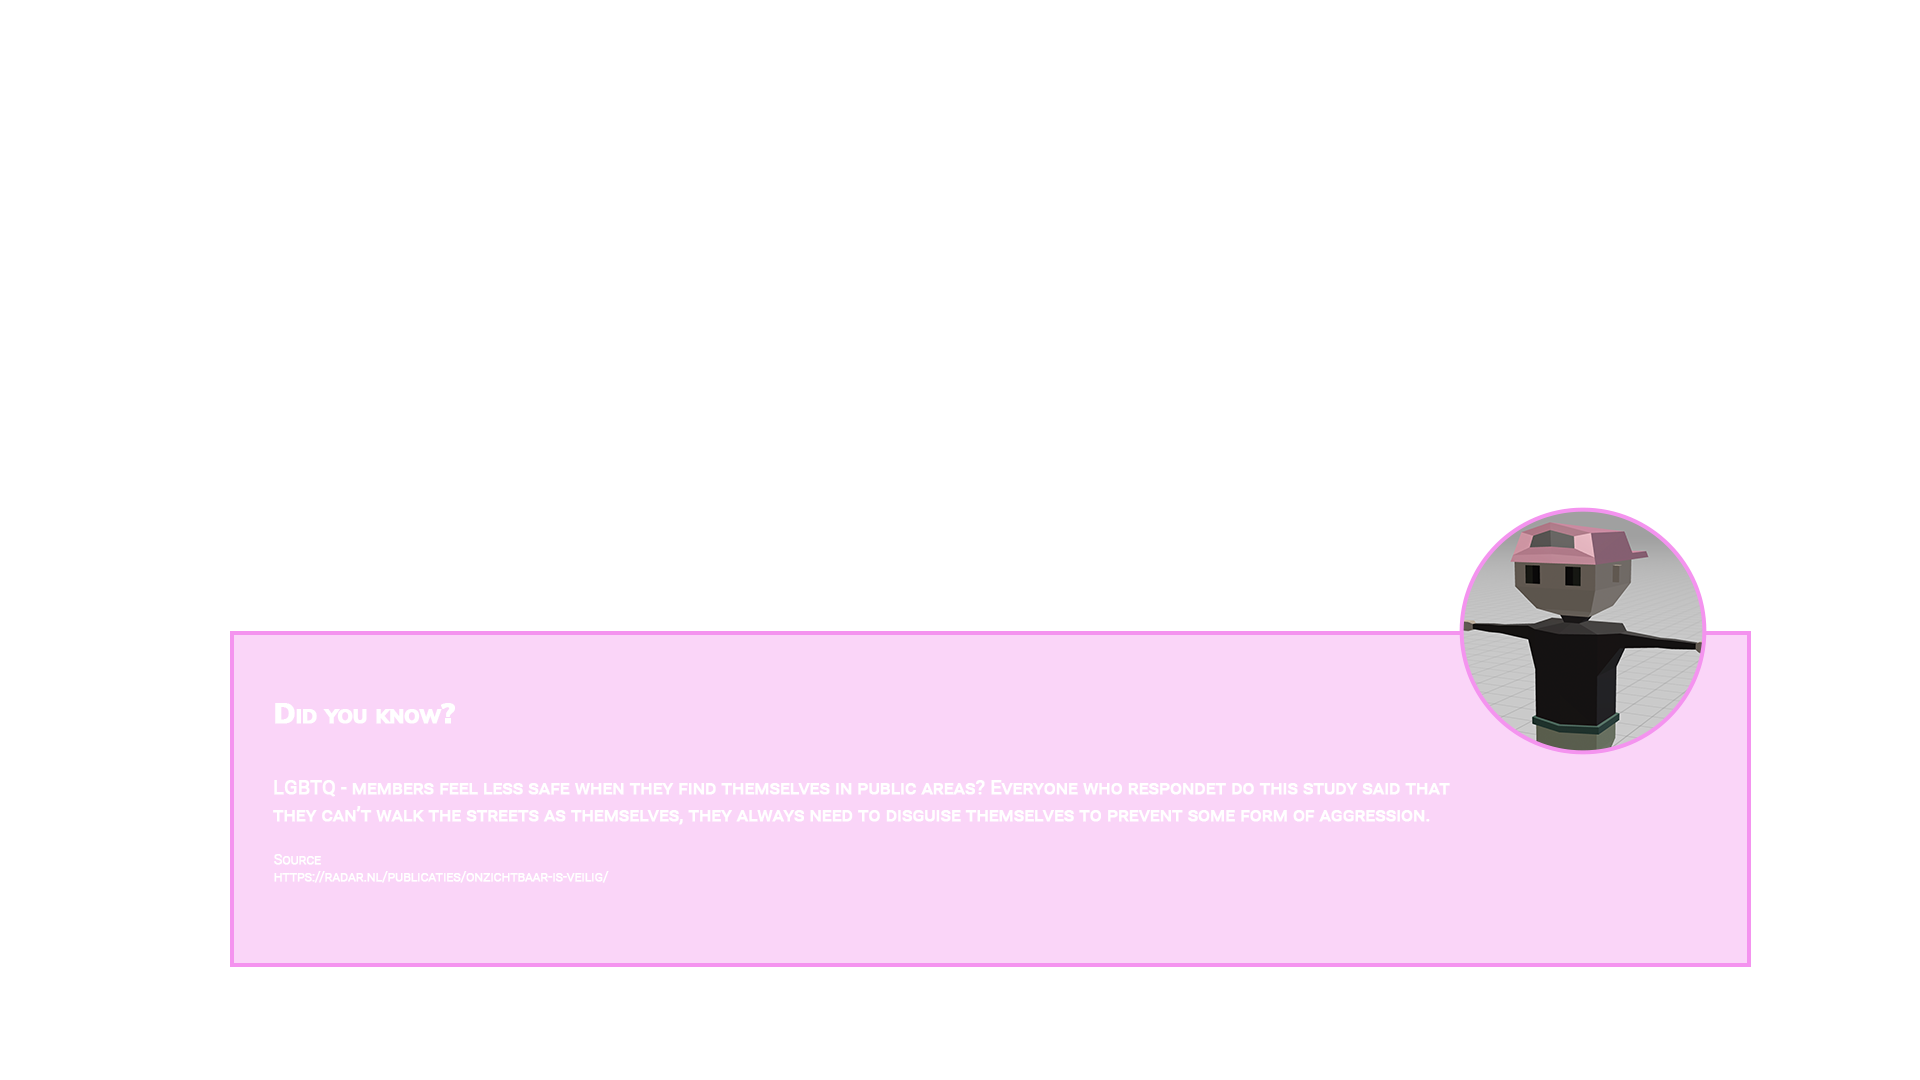 Did you know?
LGBTQ - members feel less safe when they find themselves in public areas? Everyone who respondet do this study said that
they can't walk the streets as themselves, they always need to disguise themselves to prevent some form of aggression.
Source
https://radar.nl/publicaties/onzichtbaar-is-veilig/